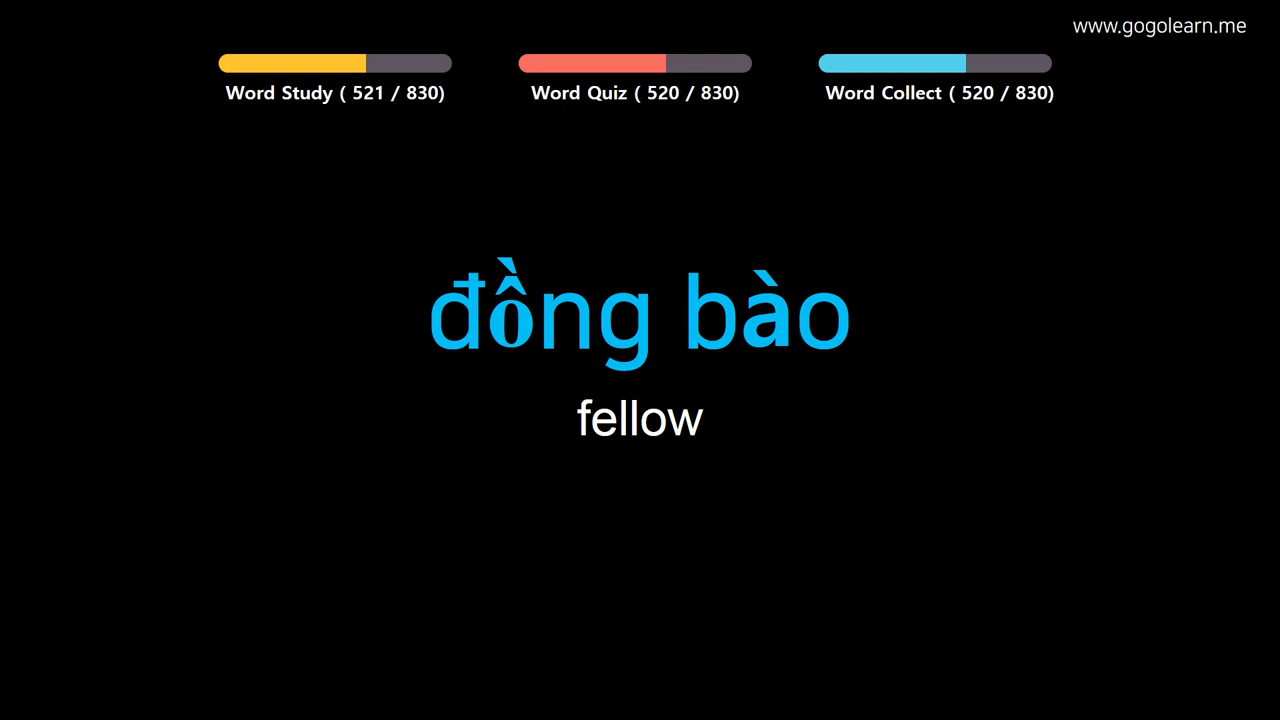 www.gogolearn.me
Word Study ( 521 / 830)
Word Quiz ( 520 / 830)
Word Collect ( 520 / 830)
đồng bào
fellow